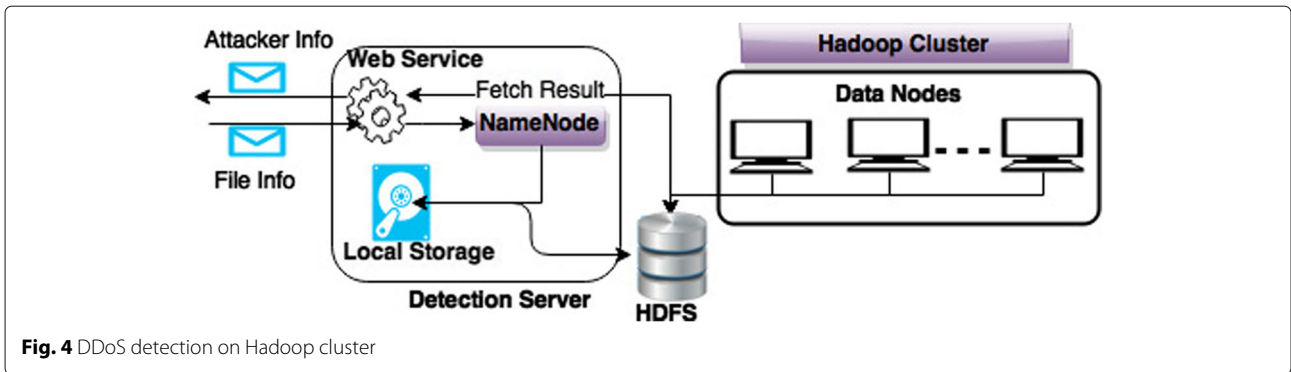 Attacker Info
Web Service
Fetch Result
NameNode
File Info
Local Storage
Detection Server
HDFS
Hadoop Cluster
Data Nodes
Fig. 4 DDoS detection on Hadoop cluster